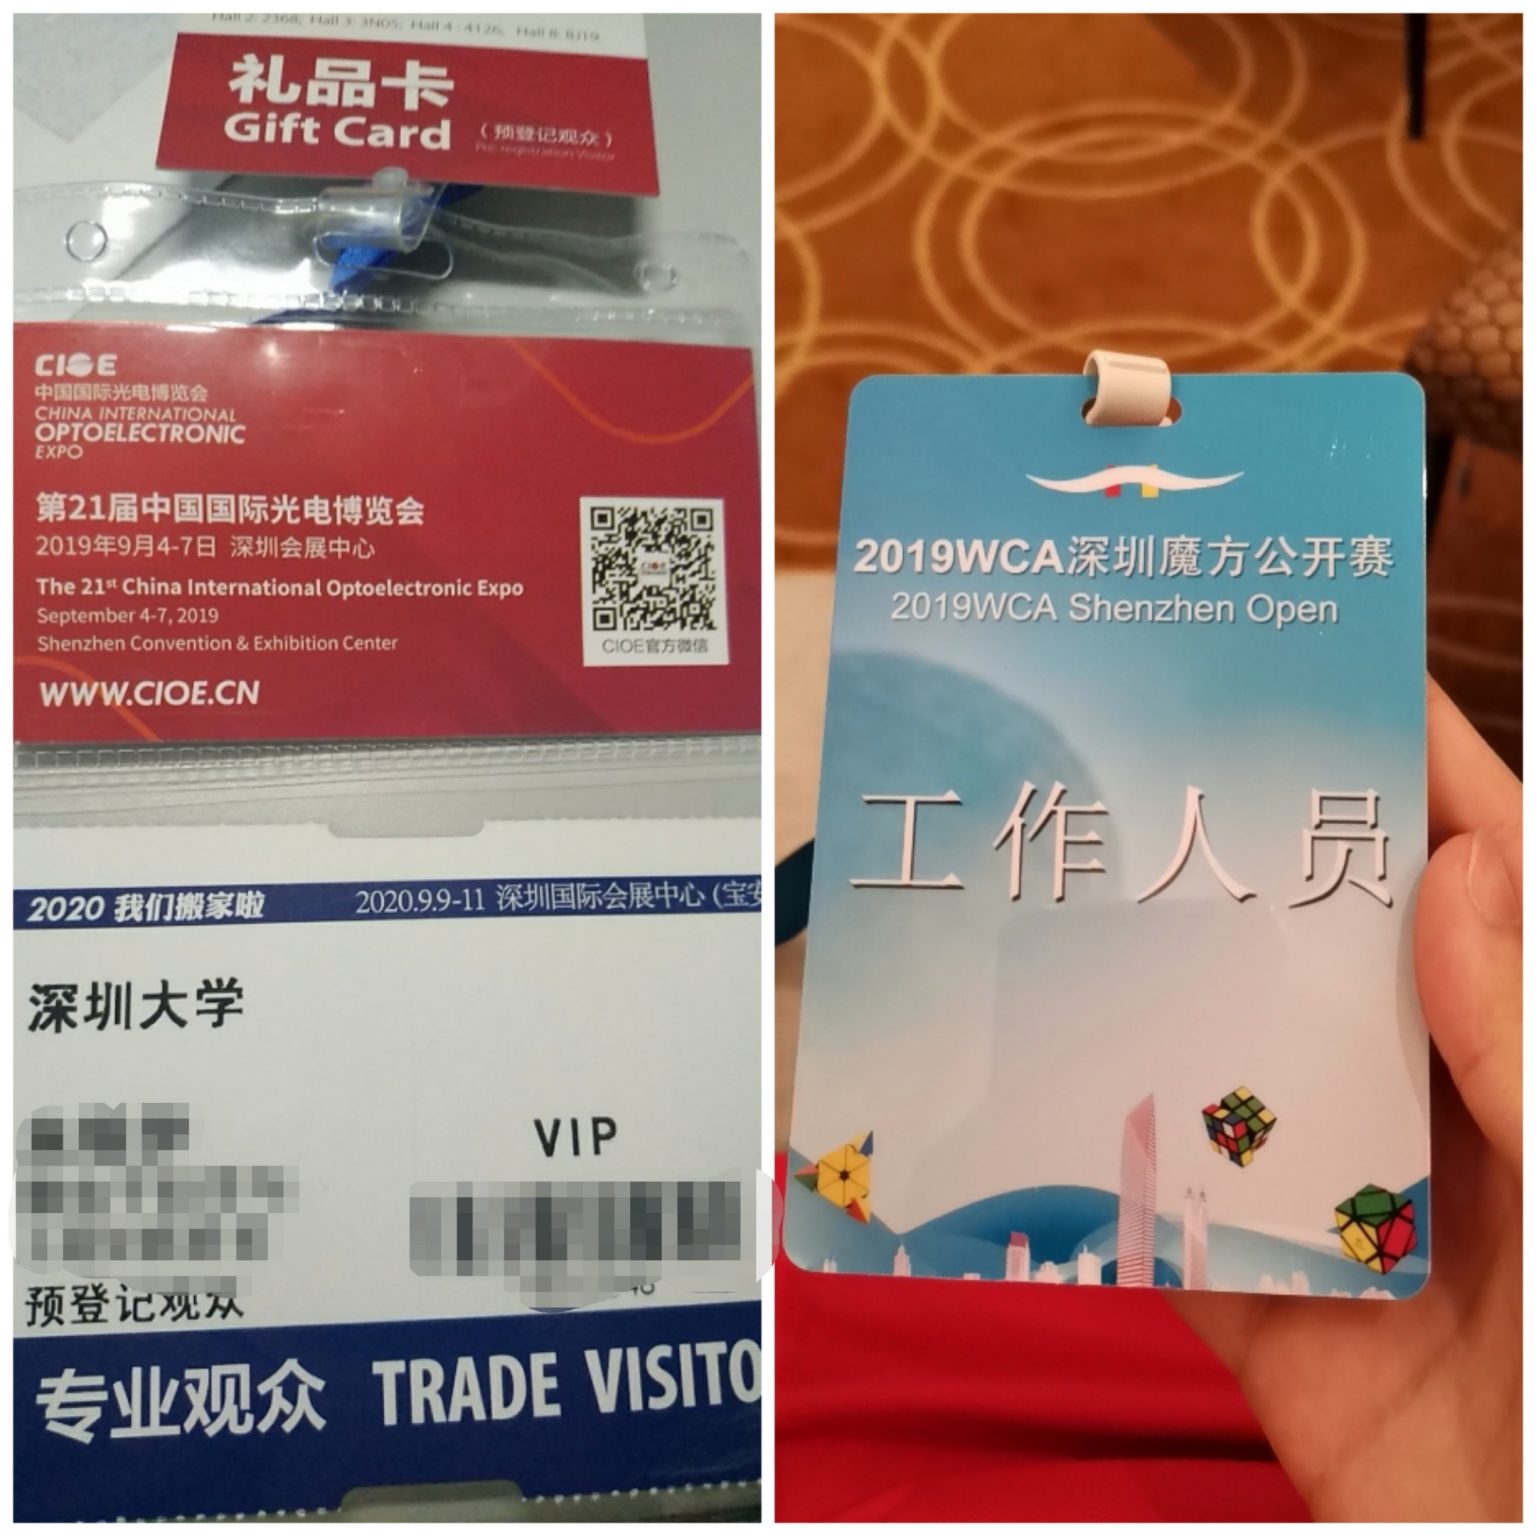 Hall 2: 2368; Hall 3: 3N05; Hall 4 : 4126; Hall 8: 8J19
礼品卡
Gift Card
(预登记观众)
Pre-registration Visitor
CIOE
中国国际光电博览会
CHINA INTERNATIONAL
OPTOELECTRONIC
EXPO
第21届中国国际光电博览会
2019年9月4-7日 深圳会展中心
The 21st China International Optoelectronic Expo
September 4-7, 2019
Shenzhen Convention & Exhibition Center
WWW.CIOE.CN
CIOE
CIOE官方微信
2020 我们搬家啦
2020.9.9-11 深圳国际会展中心 (宝安
深圳大学
VIP
预登记观众
专业观众 TRADE VISITO
2019WCA深圳魔方公开赛
2019WCA Shenzhen Open
工作人员